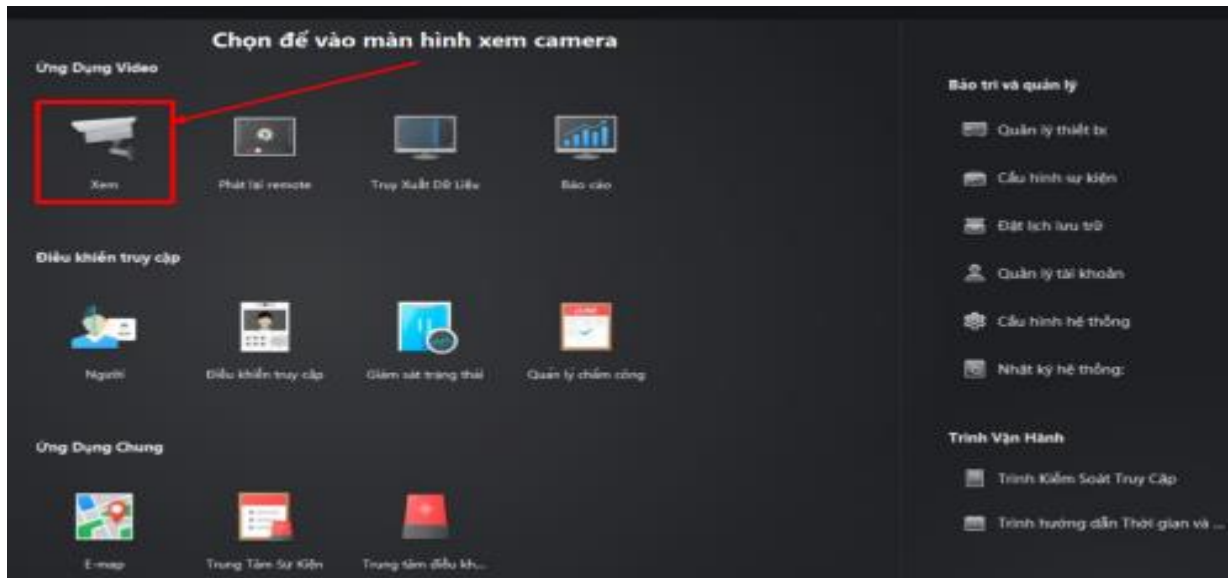 Chọn để vào màn hình xem camera
Ứng Dụng Video
Xem
Phát lại remote
Truy Xuất Dữ Liệu
Báo cáo
Điều khiển truy cập
Người
Điều khiển truy cập
Giám sát trạng thái
Quản lý chấm công
Ứng Dụng Chung
E-map
Trung Tâm Sự Kiện
Trung tâm điều kh...
Bảo trì và quản lý
Quản lý thiết bị
Cấu hình sự kiện
Đặt lịch lưu trữ
Quản lý tài khoản
Cấu hình hệ thống
Nhật ký hệ thống:
Trình Vận Hành
Trình Kiểm Soát Truy Cập
Trình hướng dẫn Thời gian và ...